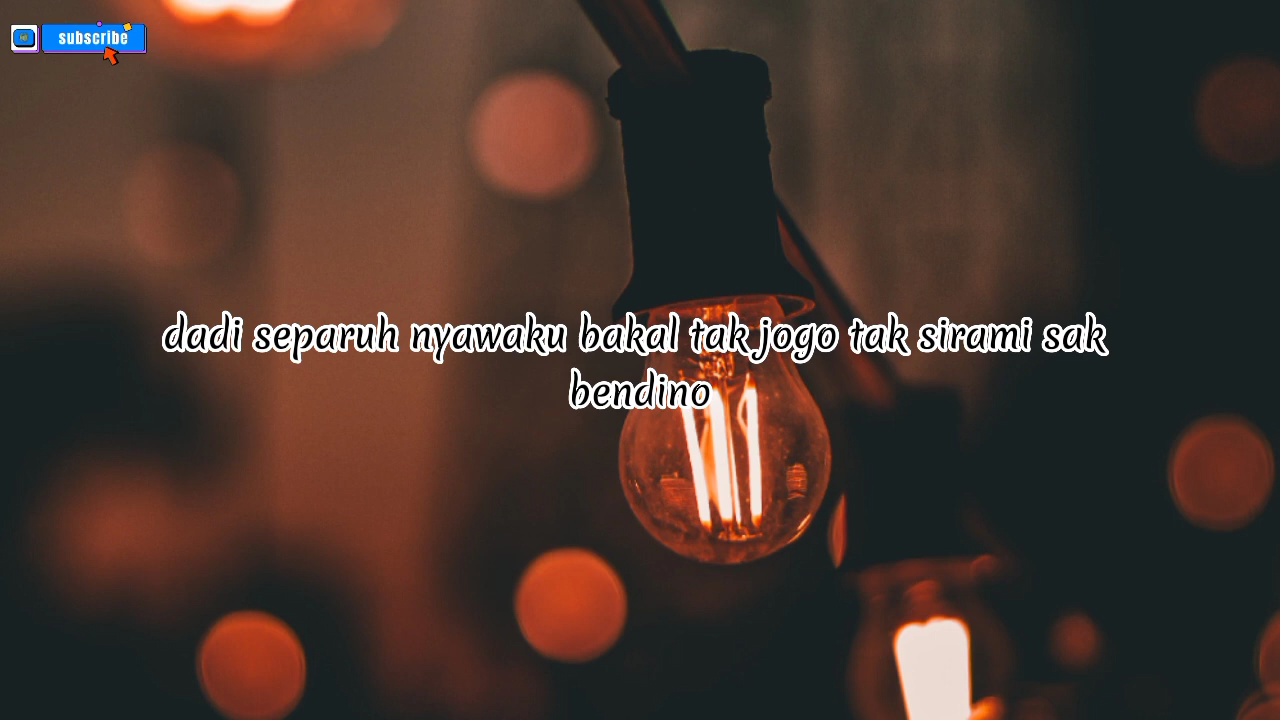 subscribe
dadi separuh nyawaku bakal tak jogo tak sirami sak
bendino